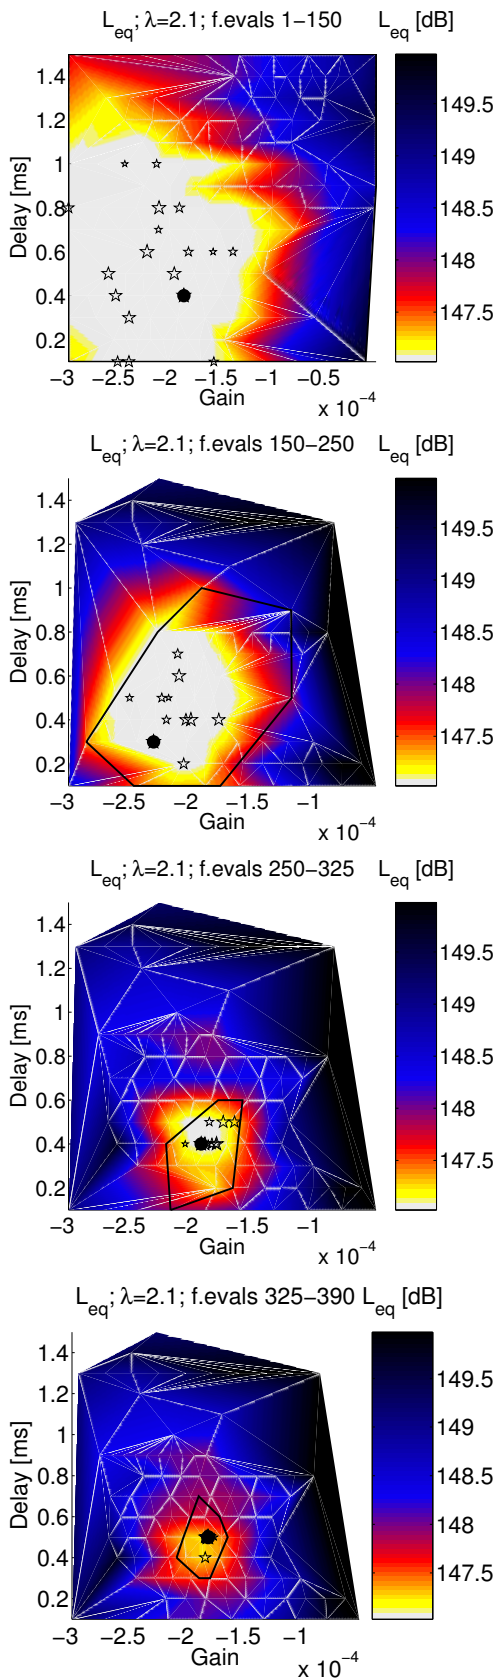 L_eq; λ=2.1; f.evals 1−150 L_eq [dB]
1.4
1.2
1
0.8
0.6
0.4
0.2
Delay [ms]
149.5
149
148.5
148
147.5
−3 −2.5 −2 −1.5 −1 −0.5
Gain
x 10^−4
L_eq; λ=2.1; f.evals 150−250 L_eq [dB]
1.4
1.2
1
0.8
0.6
0.4
0.2
Delay [ms]
149.5
149
148.5
148
147.5
−3 −2.5 −2 −1.5 −1
Gain
x 10^−4
L_eq; λ=2.1; f.evals 250−325 L_eq [dB]
1.4
1.2
1
0.8
0.6
0.4
0.2
Delay [ms]
149.5
149
148.5
148
147.5
−3 −2.5 −2 −1.5 −1
Gain
x 10^−4
L_eq; λ=2.1; f.evals 325−390 L_eq [dB]
1.4
1.2
1
0.8
0.6
0.4
0.2
Delay [ms]
149.5
149
148.5
148
147.5
−3 −2.5 −2 −1.5 −1
Gain
x 10^−4